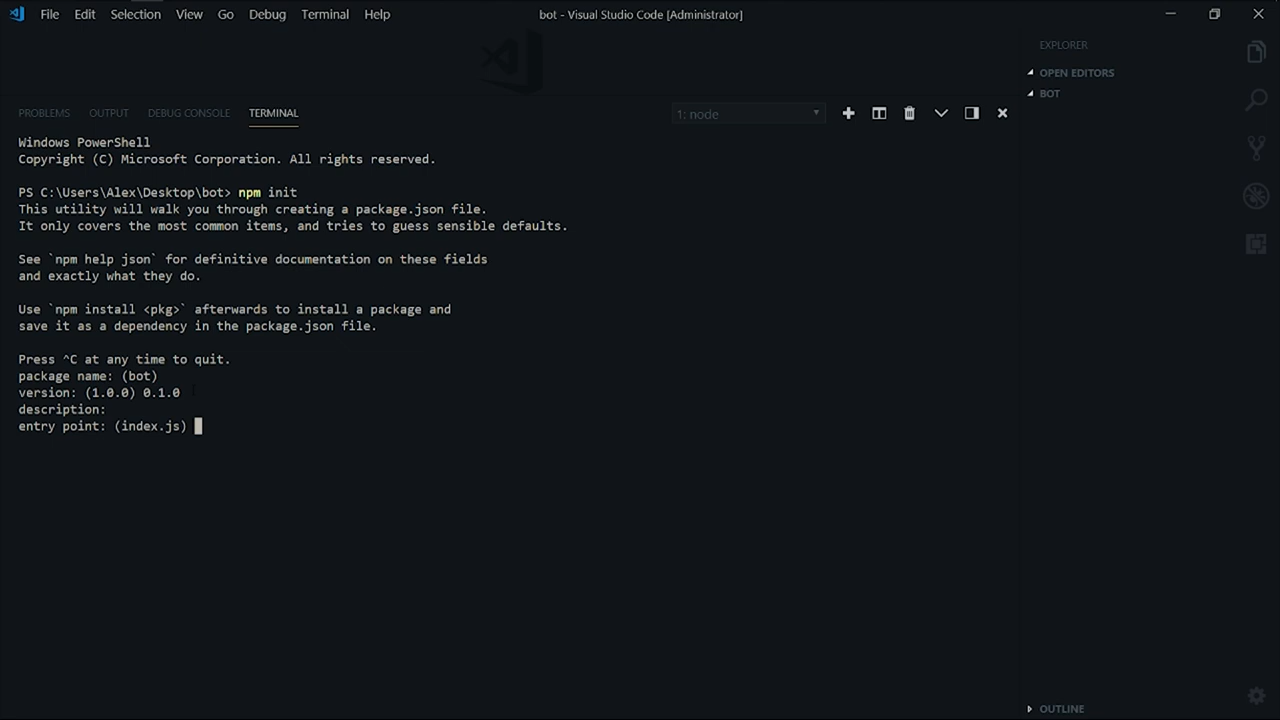 File Edit Selection View Go Debug Terminal Help
bot - Visual Studio Code [Administrator]
EXPLORER
OPEN EDITORS
BOT
PROBLEMS OUTPUT DEBUG CONSOLE TERMINAL
1: node
Windows PowerShell
Copyright (C) Microsoft Corporation. All rights reserved.
PS C:\Users\Alex\Desktop\bot> npm init
This utility will walk you through creating a package.json file.
It only covers the most common items, and tries to guess sensible defaults.
See `npm help json` for definitive documentation on these fields
and exactly what they do.
Use `npm install <pkg>` afterwards to install a package and
save it as a dependency in the package.json file.
Press ^C at any time to quit.
package name: (bot)
version: (1.0.0) 0.1.0
description:
entry point: (index.js)
OUTLINE